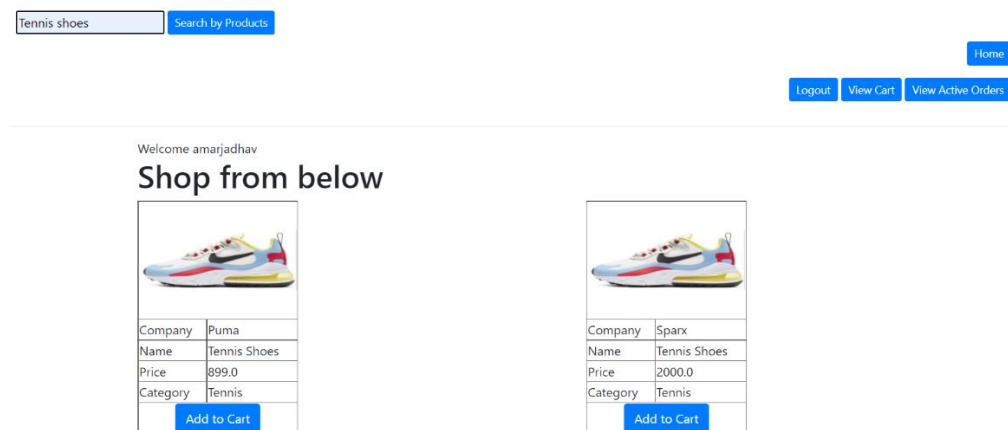 Tennis shoes Search by Products
Home
Logout View Cart View Active Orders
Welcome amarjadhav
Shop from below
Company Puma
Name Tennis Shoes
Price 899.0
Category Tennis
Add to Cart
Company Sparx
Name Tennis Shoes
Price 2000.0
Category Tennis
Add to Cart